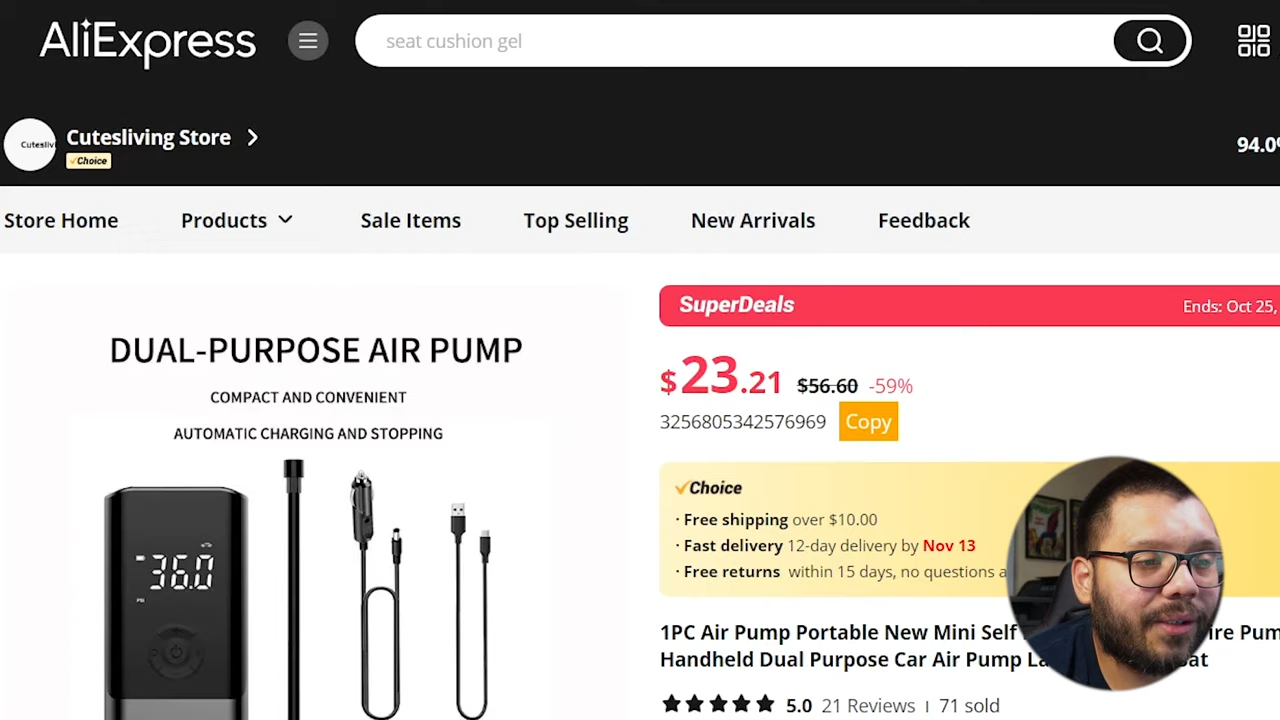 AliExpress
seat cushion gel
Cutesliving Store
Choice
94.0
Store Home
Products
Sale Items
Top Selling
New Arrivals
Feedback
DUAL-PURPOSE AIR PUMP
COMPACT AND CONVENIENT
AUTOMATIC CHARGING AND STOPPING
36.0
PSI
SuperDeals
Ends: Oct 25,
$23.21 $56.60 -59%
3256805342576969 Copy
Choice
· Free shipping over $10.00
· Fast delivery 12-day delivery by Nov 13
· Free returns within 15 days, no questions
1PC Air Pump Portable New Mini Self
Handheld Dual Purpose Car Air Pump
5.0 21 Reviews 71 sold